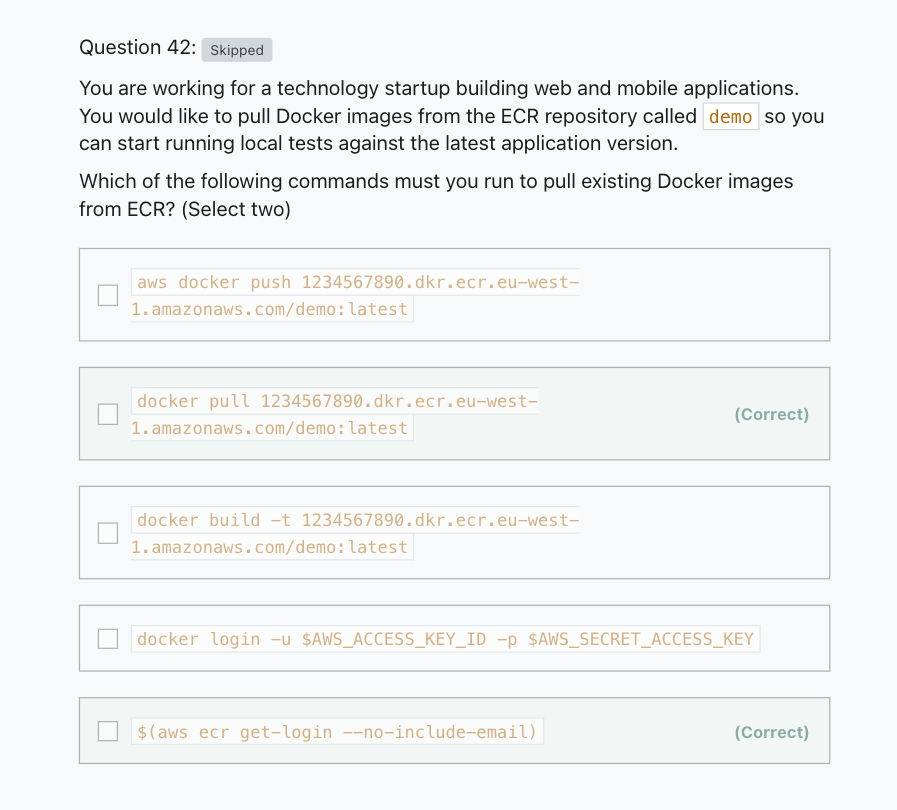 Question 42: Skipped
You are working for a technology startup building web and mobile applications.
You would like to pull Docker images from the ECR repository called demo so you
can start running local tests against the latest application version.
Which of the following commands must you run to pull existing Docker images
from ECR? (Select two)
aws docker push 1234567890.dkr.ecr.eu-west-
1.amazonaws.com/demo:latest
docker pull 1234567890.dkr.ecr.eu-west-
1.amazonaws.com/demo:latest
(Correct)
docker build -t 1234567890.dkr.ecr.eu-west-
1.amazonaws.com/demo:latest
docker login -u $AWS_ACCESS_KEY_ID -p $AWS_SECRET_ACCESS_KEY
$(aws ecr get-login --no-include-email) (Correct)